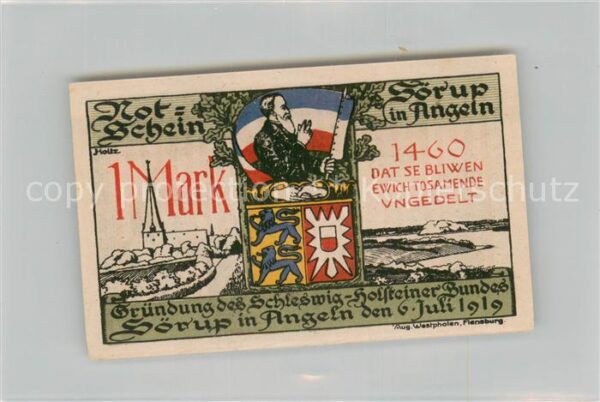 Not-
Schein
Sörup
in Angeln
Holtz.
1 Mark
1460
DAT SE BLIWEN
EWICH TOSAMENDE
VNGEDELT
Gründung des Schleswig-Holsteiner Bundes
Sörup in Angeln den 6. Juli 1919
Aug. Westphalen, Flensburg.